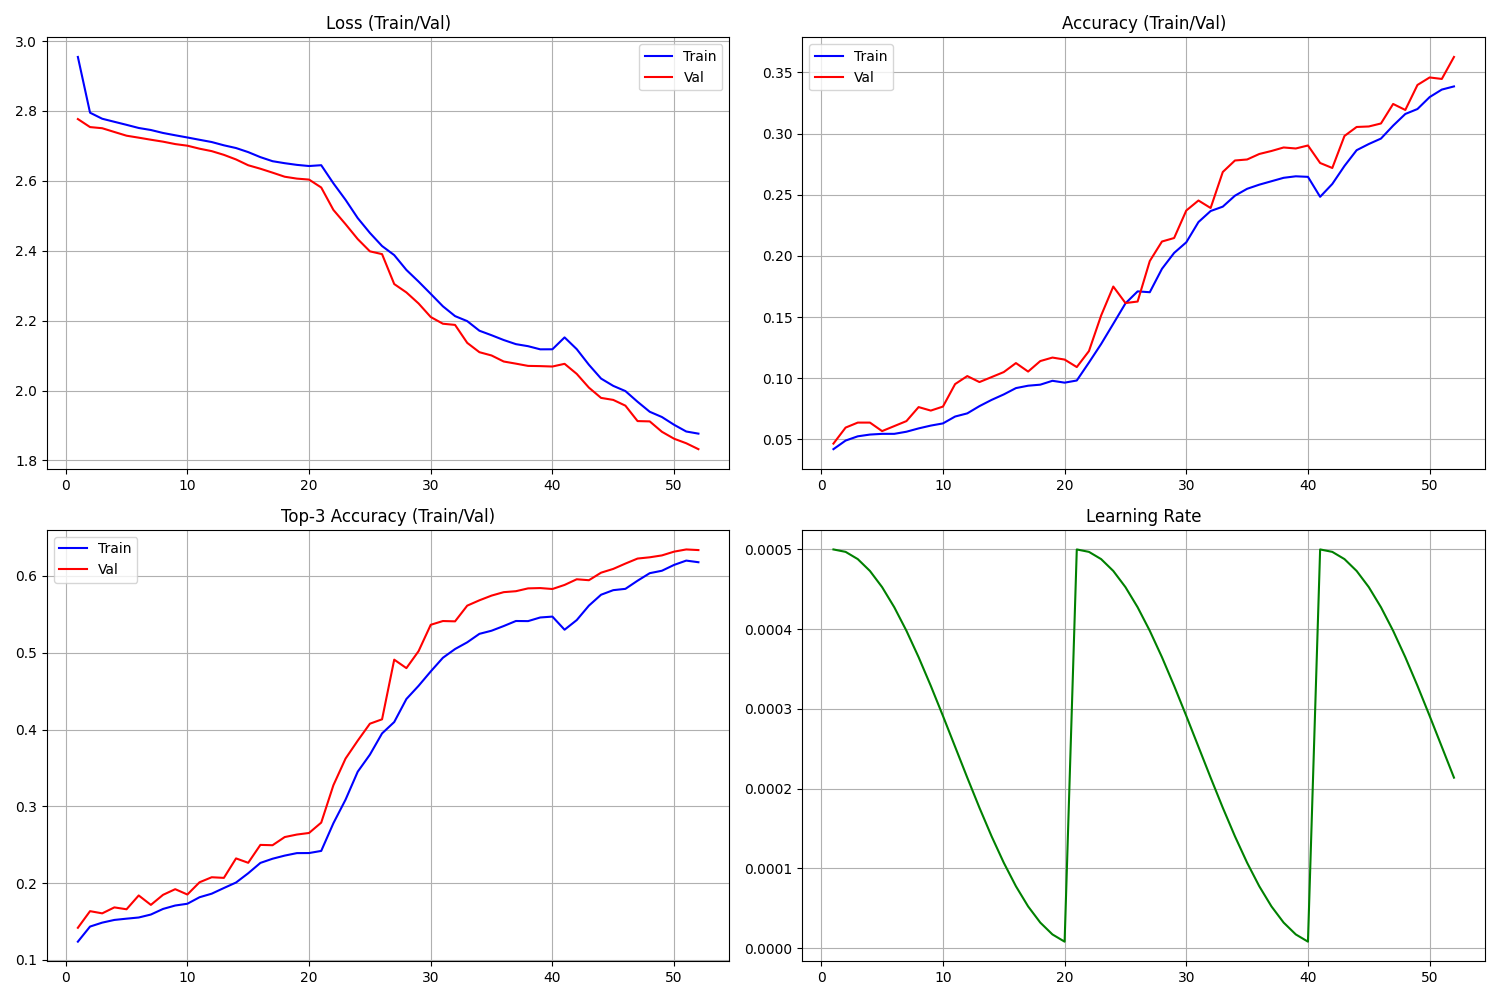 Loss (Train/Val)
3.0
2.8
2.6
2.4
2.2
2.0
1.8
0 10 20 30 40 50
Train
Val
Accuracy (Train/Val)
0.35
0.30
0.25
0.20
0.15
0.10
0.05
0 10 20 30 40 50
Train
Val
Top-3 Accuracy (Train/Val)
0.6
0.5
0.4
0.3
0.2
0.1
0 10 20 30 40 50
Train
Val
Learning Rate
0.0005
0.0004
0.0003
0.0002
0.0001
0.0000
0 10 20 30 40 50